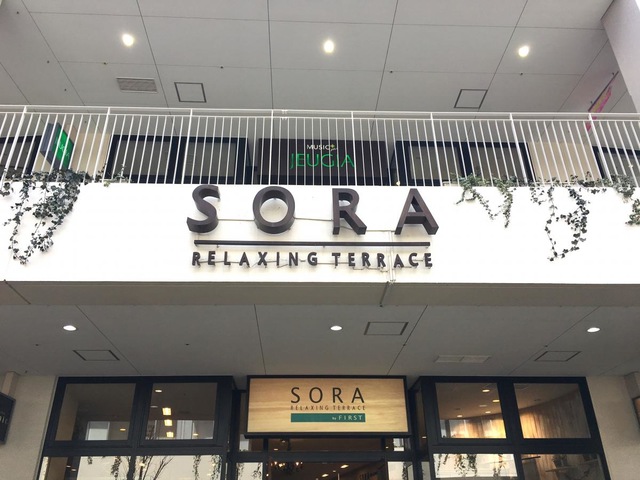 MUSIC
JEUGIA
SORA
RELAXING TERRACE
SORA
RELAXING TERRACE
by FIRST